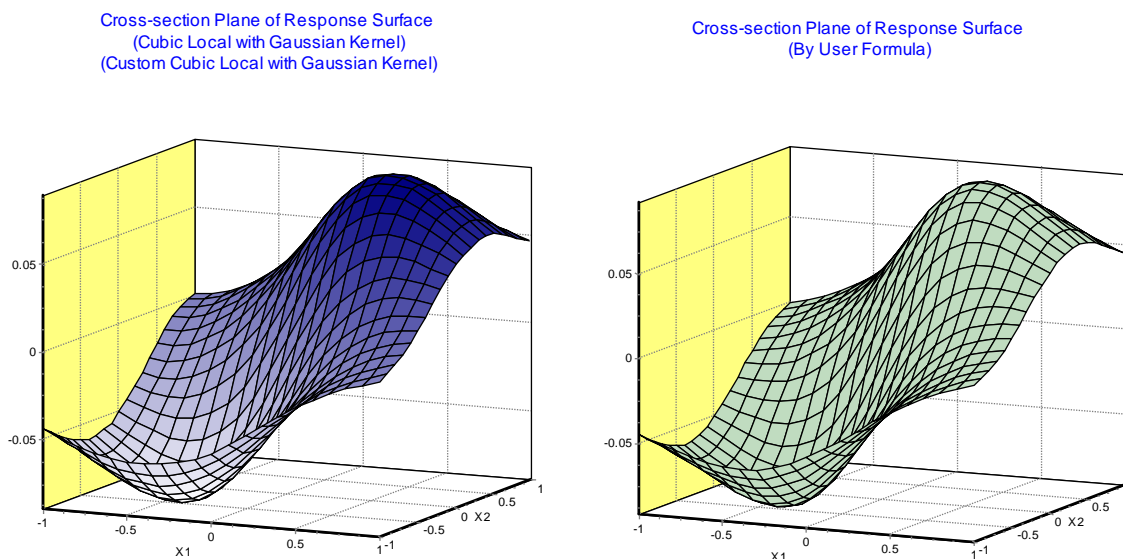 Cross-section Plane of Response Surface
(Cubic Local with Gaussian Kernel)
(Custom Cubic Local with Gaussian Kernel)
0.05
0
-0.05
-1
-0.5
0
0.5
1
X1
-1
-0.5
0
X2
0.5
1
Cross-section Plane of Response Surface
(By User Formula)
0.05
0
-0.05
-1
-0.5
0
0.5
1
X1
-1
-0.5
0
X2
0.5
1